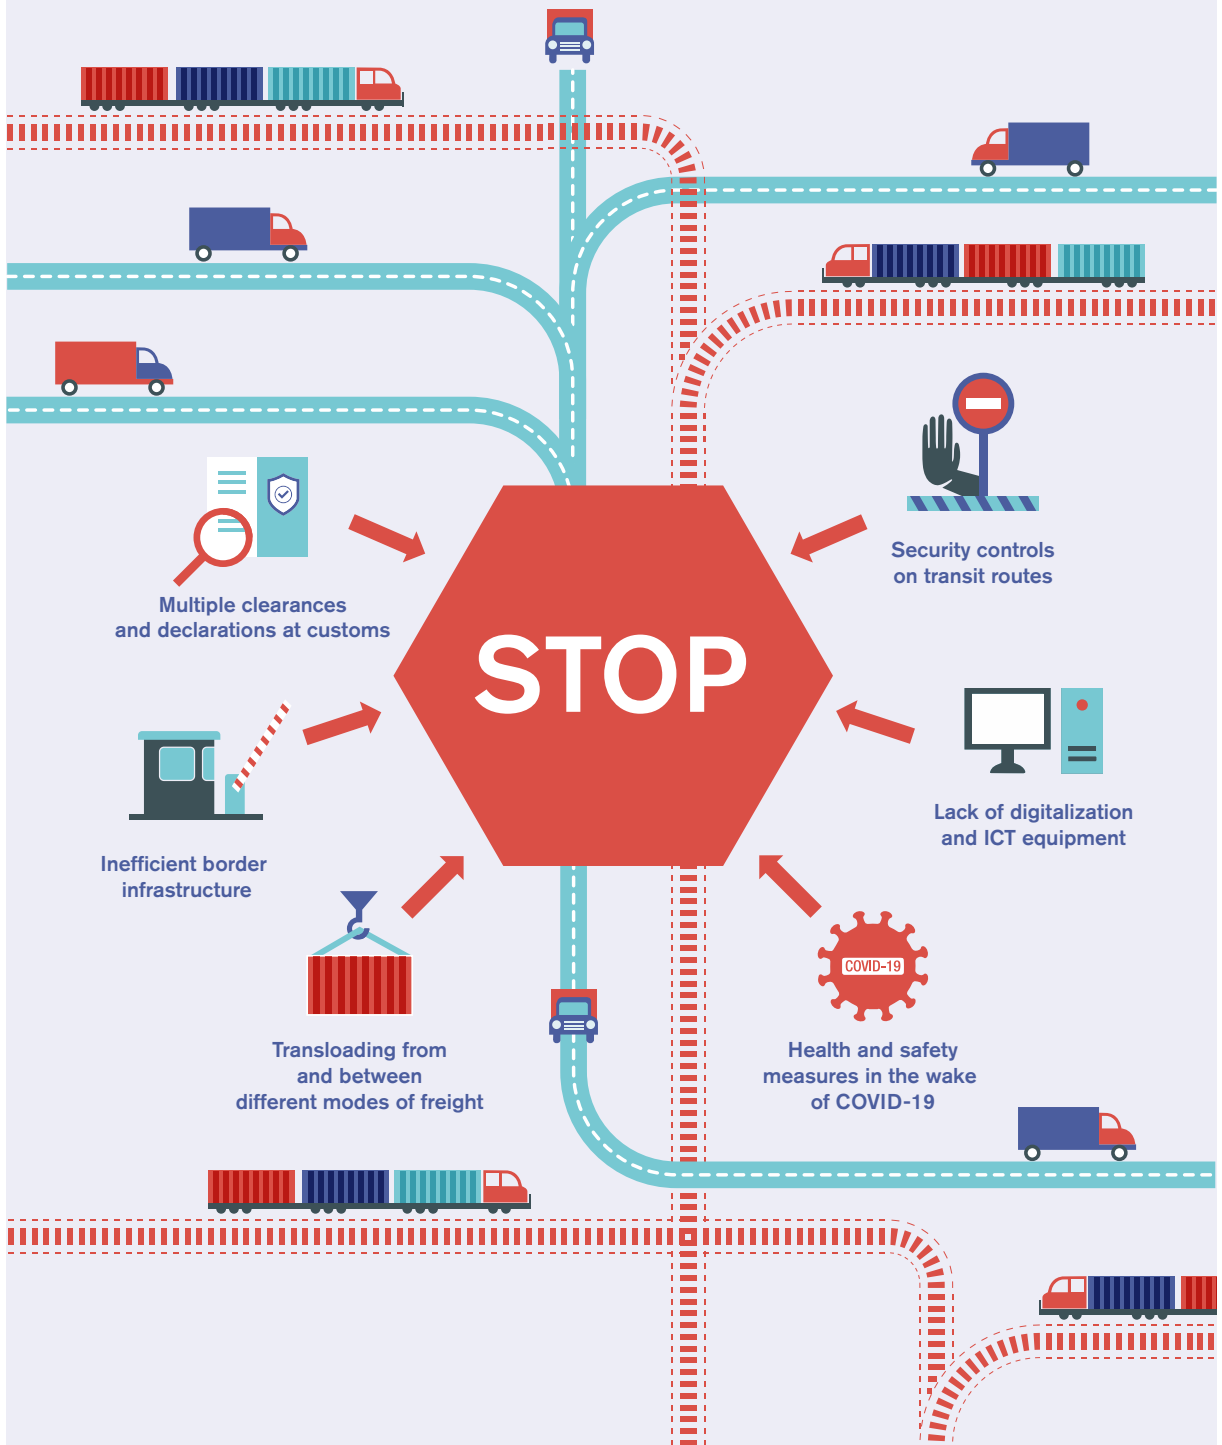 Security controls
on transit routes
Multiple clearances
and declarations at customs
STOP
Lack of digitalization
and ICT equipment
Inefficient border
infrastructure
COVID-19
Transloading from
and between
different modes of freight
Health and safety
measures in the wake
of COVID-19